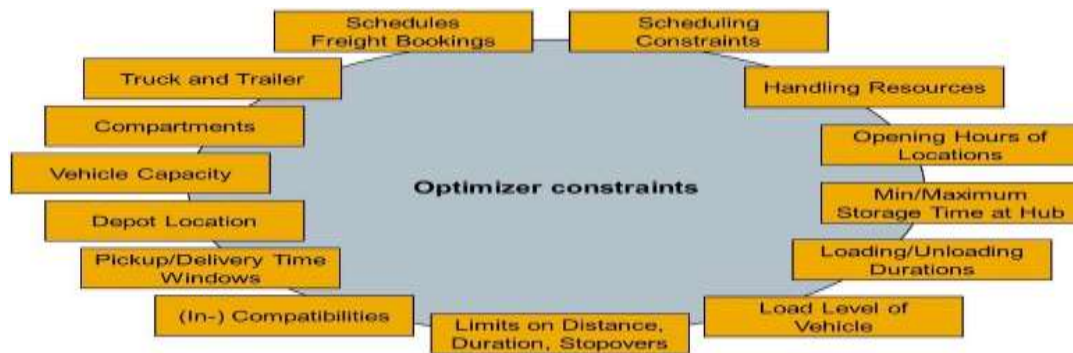 Schedules
Freight Bookings
Scheduling
Constraints
Truck and Trailer
Handling Resources
Compartments
Opening Hours of
Locations
Vehicle Capacity
Optimizer constraints
Min/Maximum
Storage Time at Hub
Depot Location
Pickup/Delivery Time
Windows
Loading/Unloading
Durations
(In-) Compatibilities
Limits on Distance,
Duration, Stopovers
Load Level of
Vehicle